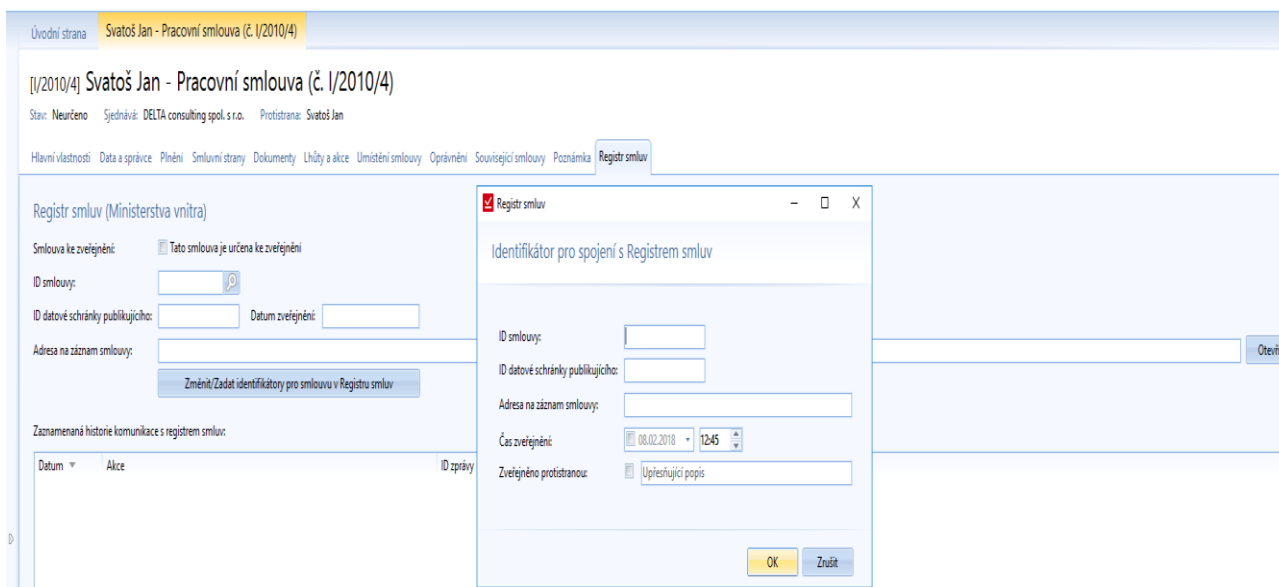 Úvodní strana Svatoš Jan - Pracovní smlouva (č. I/2010/4)
[I/2010/4] Svatoš Jan - Pracovní smlouva (č. I/2010/4)
Stav: Neurčeno Sjednává: DELTA consulting spol. s r.o. Protistrana: Svatoš Jan
Hlavní vlastnosti Data a správce Plnění Smluvní strany Dokumenty Lhůty a akce Umístění smlouvy Oprávnění Související smlouvy Poznámka Registr smluv
Registr smluv (Ministerstva vnitra)
Smlouva ke zveřejnění: Tato smlouva je určena ke zveřejnění
ID smlouvy:
ID datové schránky publikujícího: Datum zveřejnění:
Adresa na záznam smlouvy:
Změnit/Zadat identifikátory pro smlouvu v Registru smluv
Zaznamenaná historie komunikace s registrem smluv:
Datum Akce ID zprávy
Registr smluv
Identifikátor pro spojení s Registrem smluv
ID smlouvy:
ID datové schránky publikujícího:
Adresa na záznam smlouvy:
Čas zveřejnění: 08.02.2018 12:45
Zveřejněno protistranou: Upřesňující popis
OK Zrušit